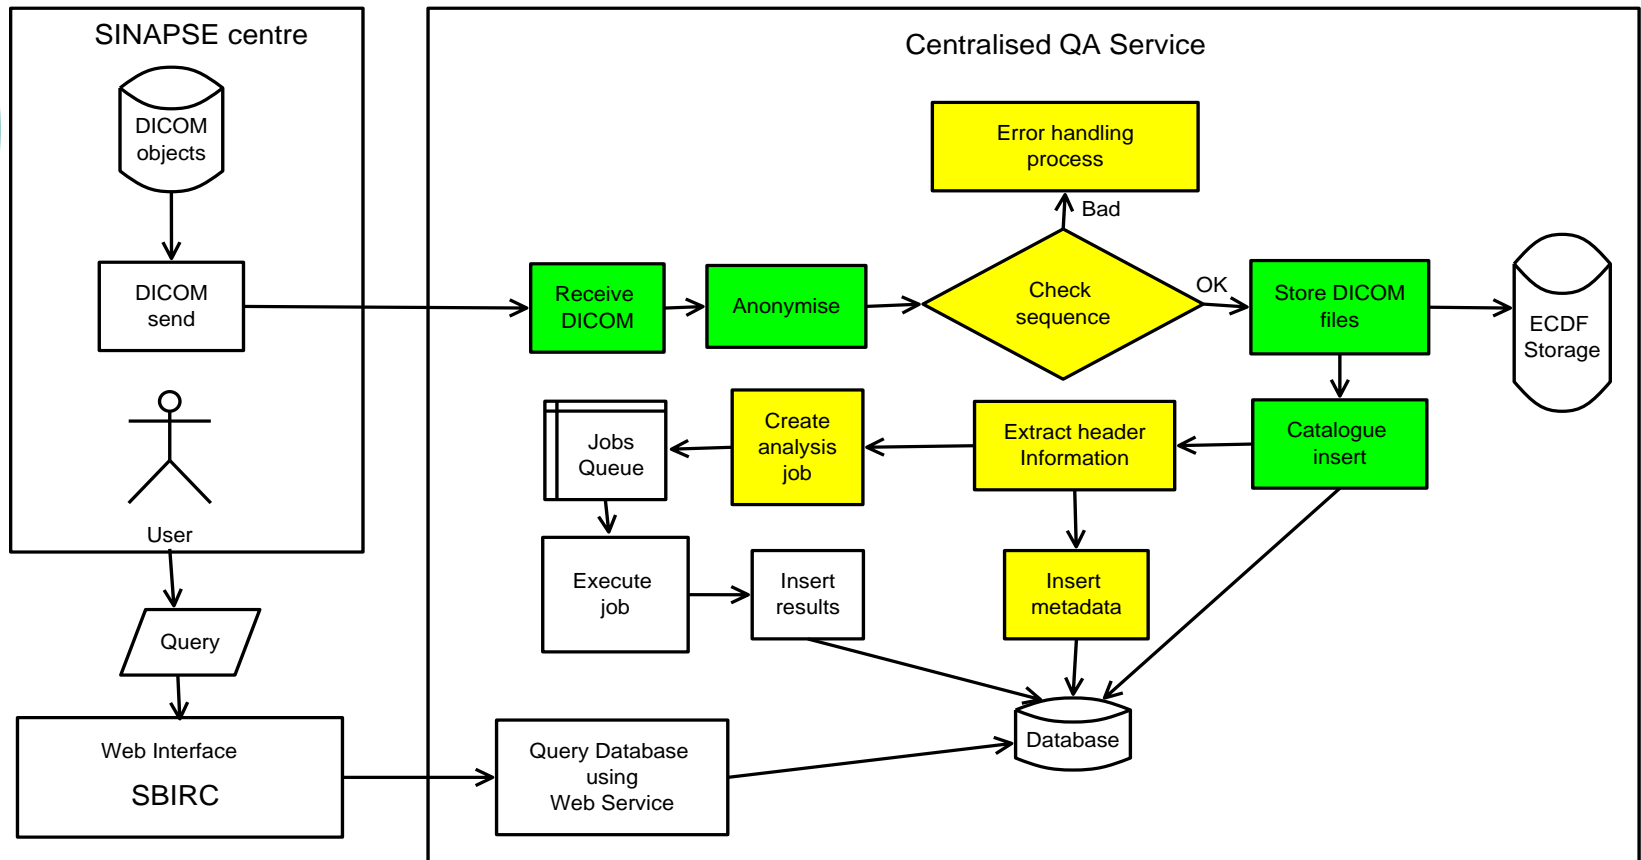 SINAPSE centre
Centralised QA Service
DICOM
objects
Error handling
process
Bad
DICOM
send
Receive
DICOM
Anonymise
Check
sequence
OK
Store DICOM
files
ECDF
Storage
User
Jobs
Queue
Create
analysis
job
Extract header
Information
Catalogue
insert
Execute
job
Insert
results
Insert
metadata
Query
Web Interface
SBIRC
Query Database
using
Web Service
Database